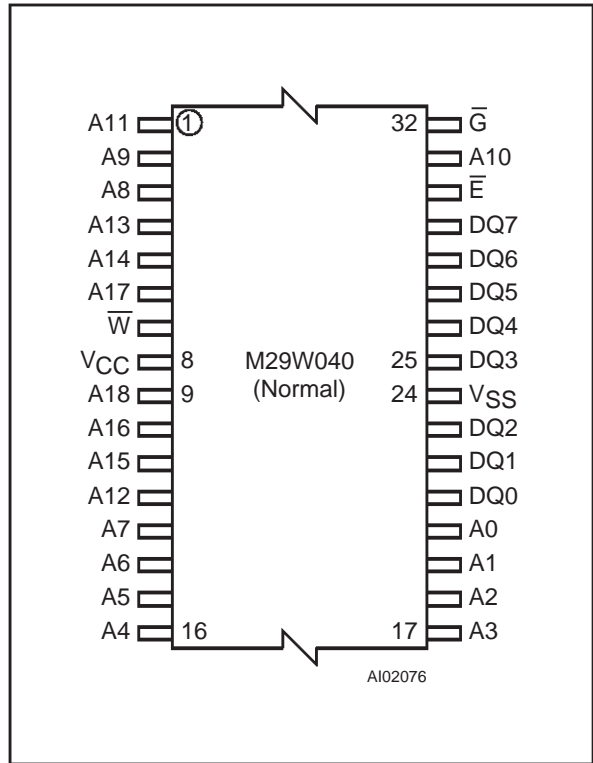 A11 1 32 G̅
A9 A10
A8 E̅
A13 DQ7
A14 DQ6
A17 DQ5
W̅ DQ4
VCC 8 M29W040 25 DQ3
A18 9 (Normal) 24 VSS
A16 DQ2
A15 DQ1
A12 DQ0
A7 A0
A6 A1
A5 A2
A4 16 17 A3
AI02076